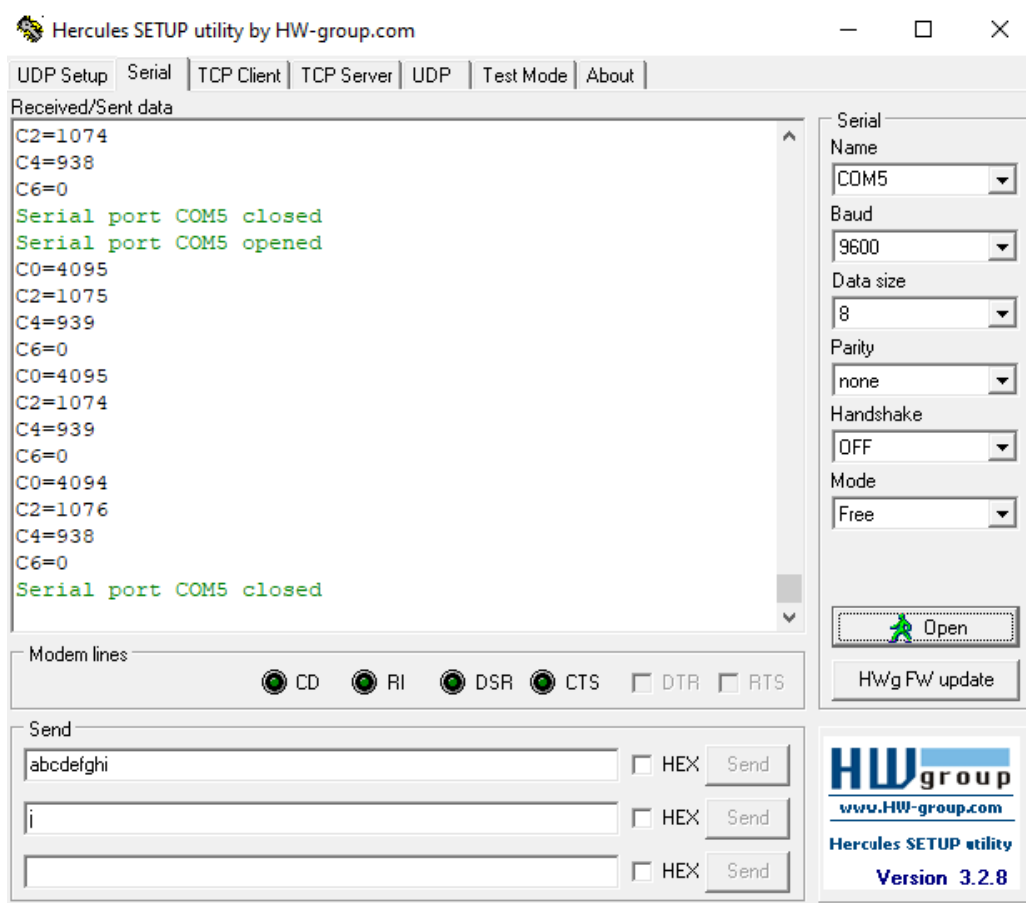 Hercules SETUP utility by HW-group.com
UDP Setup Serial TCP Client TCP Server UDP Test Mode About
Received/Sent data
C2=1074
C4=938
C6=0
Serial port COM5 closed
Serial port COM5 opened
C0=4095
C2=1075
C4=939
C6=0
C0=4095
C2=1074
C4=939
C6=0
C0=4094
C2=1076
C4=938
C6=0
Serial port COM5 closed
Serial
Name
COM5
Baud
9600
Data size
8
Parity
none
Handshake
OFF
Mode
Free
Open
HWg FW update
Modem lines
CD RI DSR CTS DTR RTS
Send
abcdefghi HEX Send
j HEX Send
HEX Send
HW group
www.HW-group.com
Hercules SETUP utility
Version 3.2.8